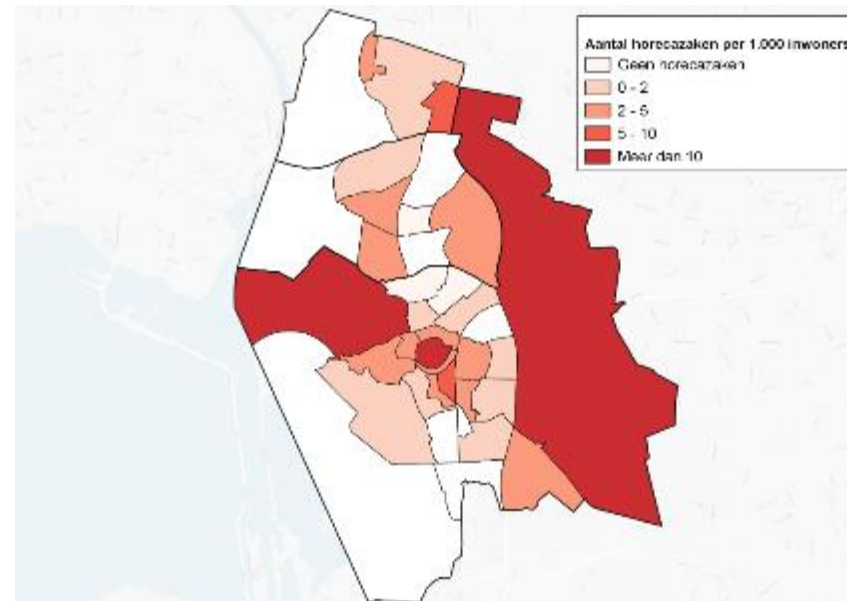 Aantal horecazaken per 1.000 inwoners
Geen horecazaken
0 - 2
2 - 5
5 - 10
Meer dan 10